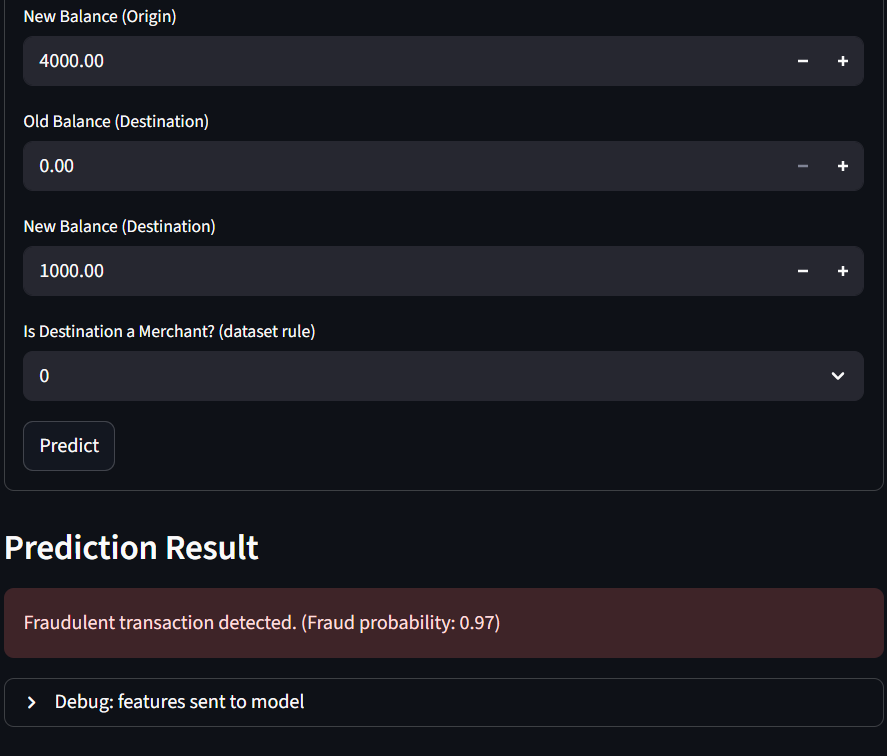 New Balance (Origin)
4000.00
Old Balance (Destination)
0.00
New Balance (Destination)
1000.00
Is Destination a Merchant? (dataset rule)
0
Predict
Prediction Result
Fraudulent transaction detected. (Fraud probability: 0.97)
Debug: features sent to model